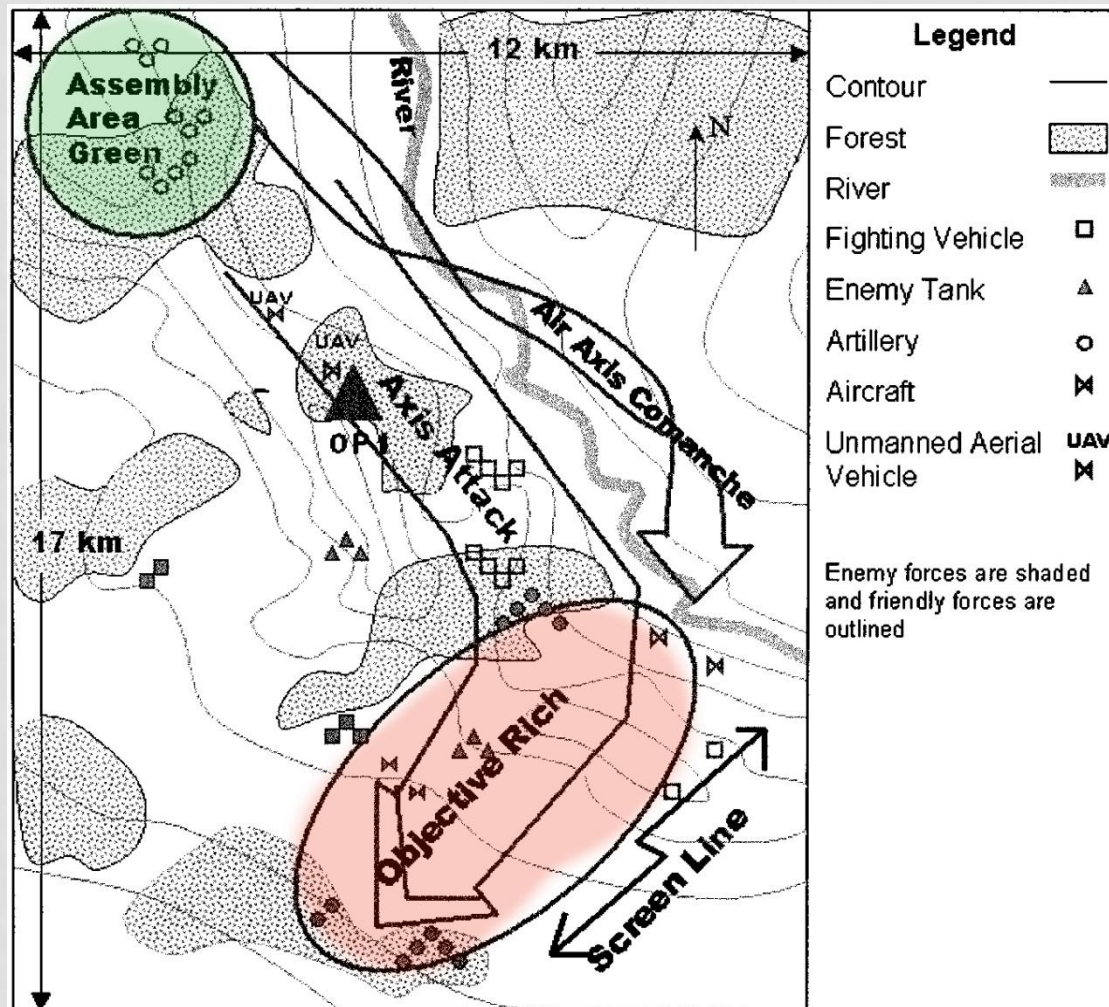 12 km
N
River
Assembly
Area
Green
UAV
UAV
OP1
Axis Attack
Air Axis Comanche
17 km
Objective Rich
Screen Line
Legend
Contour
Forest
River
Fighting Vehicle
Enemy Tank
Artillery
Aircraft
Unmanned Aerial UAV
Vehicle
Enemy forces are shaded
and friendly forces are
outlined